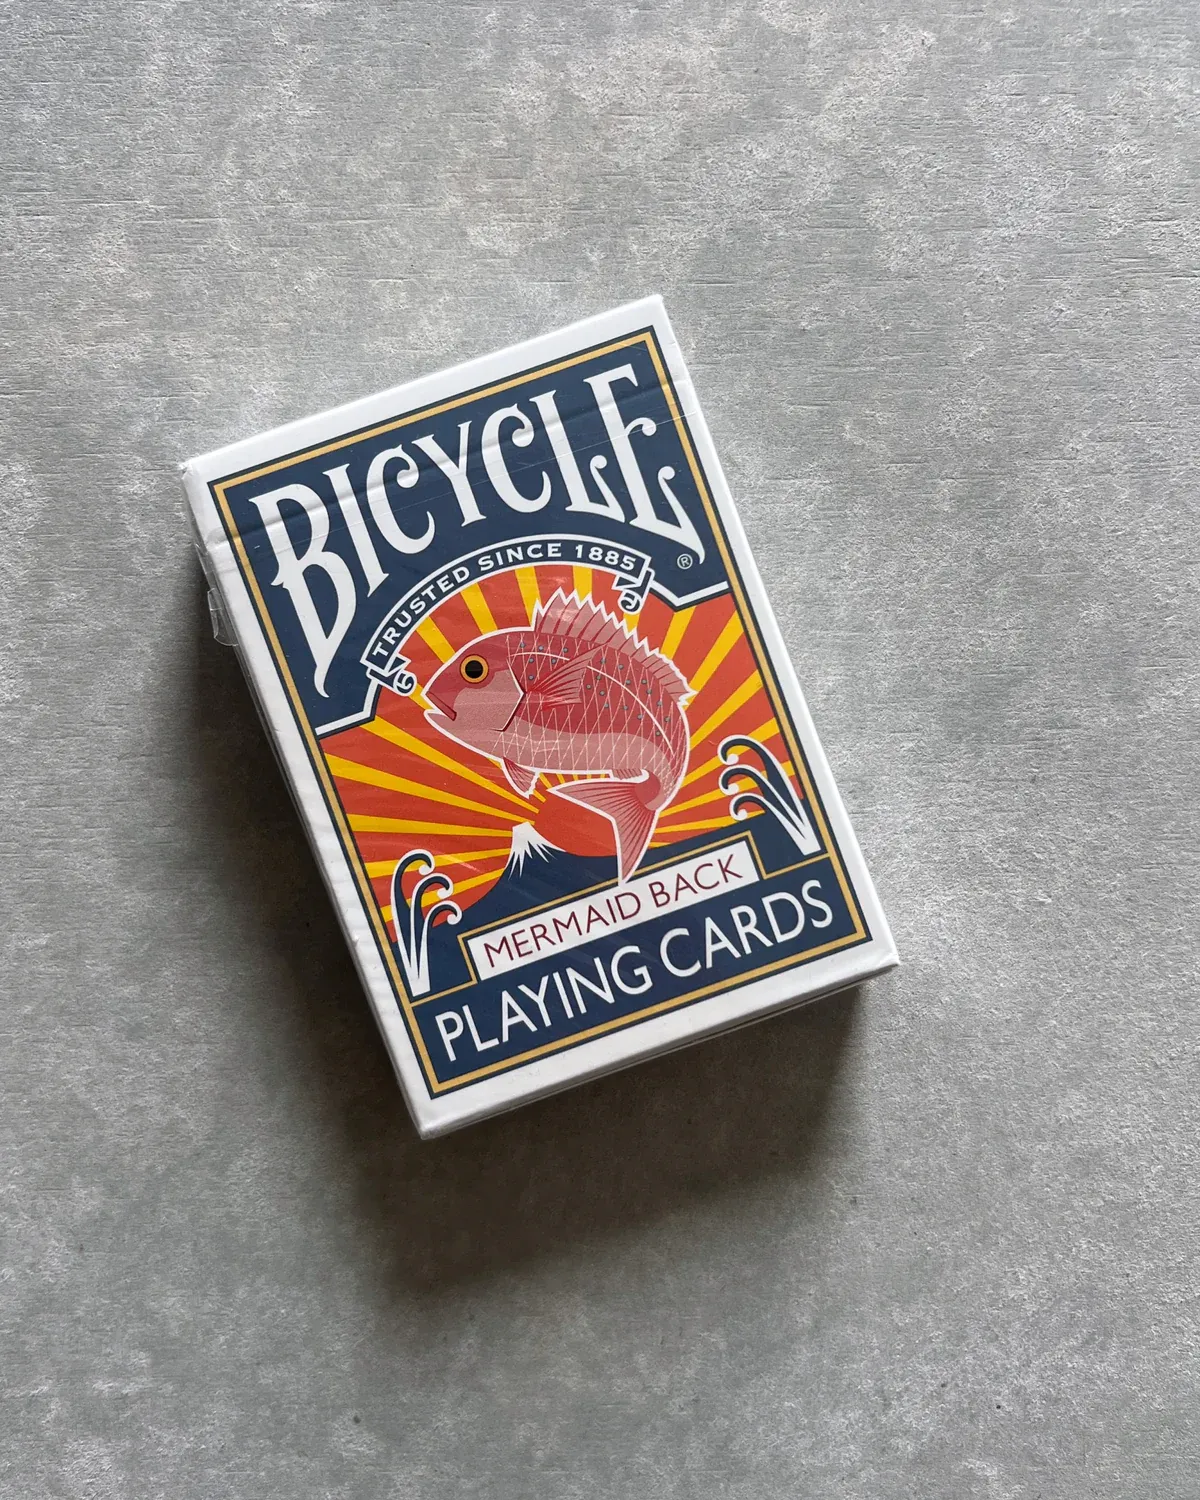 BICYCLE®
TRUSTED SINCE 1885
MERMAID BACK
PLAYING CARDS